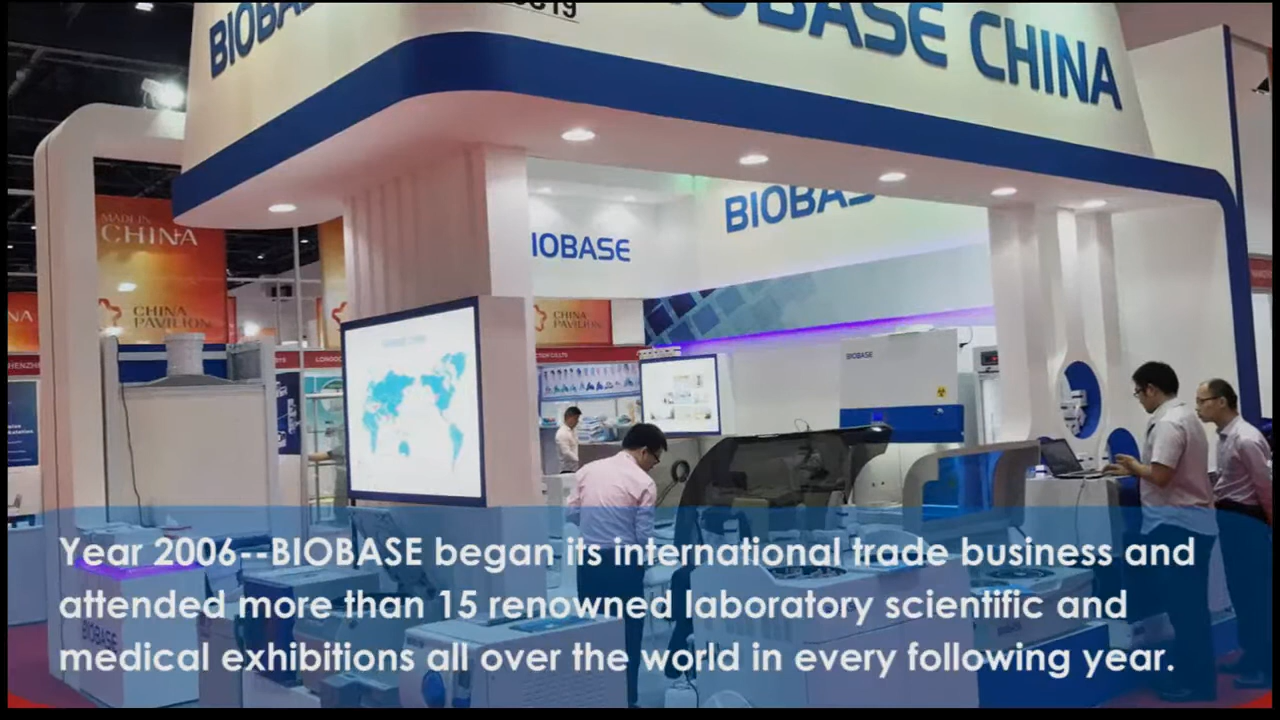 BIOBASE CHINA
MADE IN
CHINA
CHINA
PAVILION
IOBASE
BIOBAS
CHINA
PAVILION
BIOBASE
BIOBASE
Year 2006--BIOBASE began its international trade business and
attended more than 15 renowned laboratory scientific and
medical exhibitions all over the world in every following year.